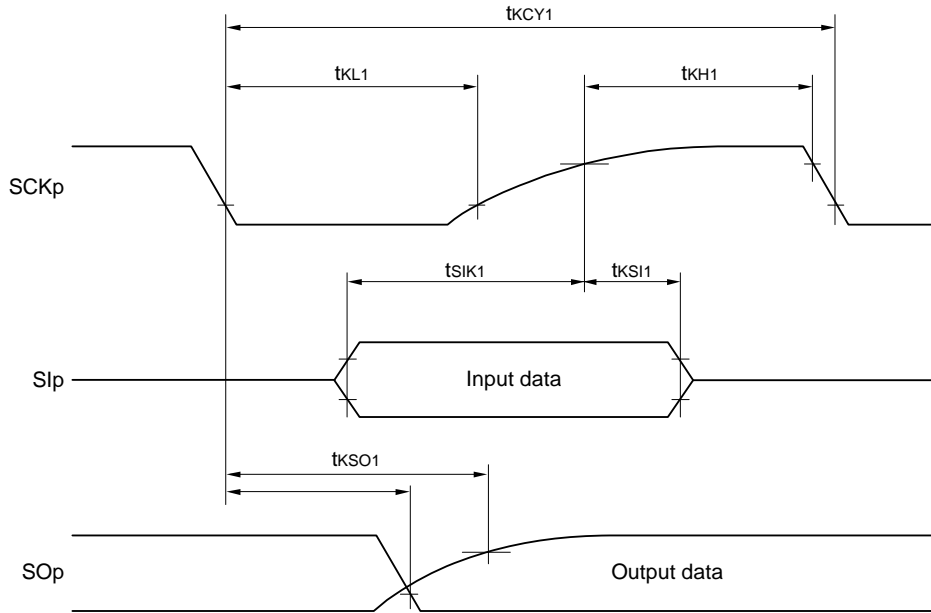 tKCY1
tKL1
tKH1
SCKp
tSIK1
tKSI1
SIp
Input data
tKSO1
SOp
Output data